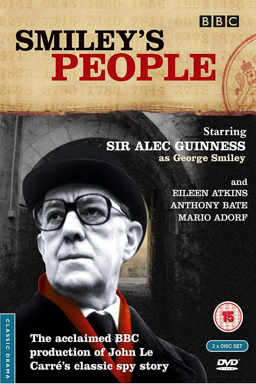 BBC
SMILEY'S
PEOPLE
Starring
SIR ALEC GUINNESS
as George Smiley
and
EILEEN ATKINS
ANTHONY BATE
MARIO ADORF
15
2 x DISC SET
DVD
CLASSIC DRAMA
The acclaimed BBC
production of John Le
Carré's classic spy story